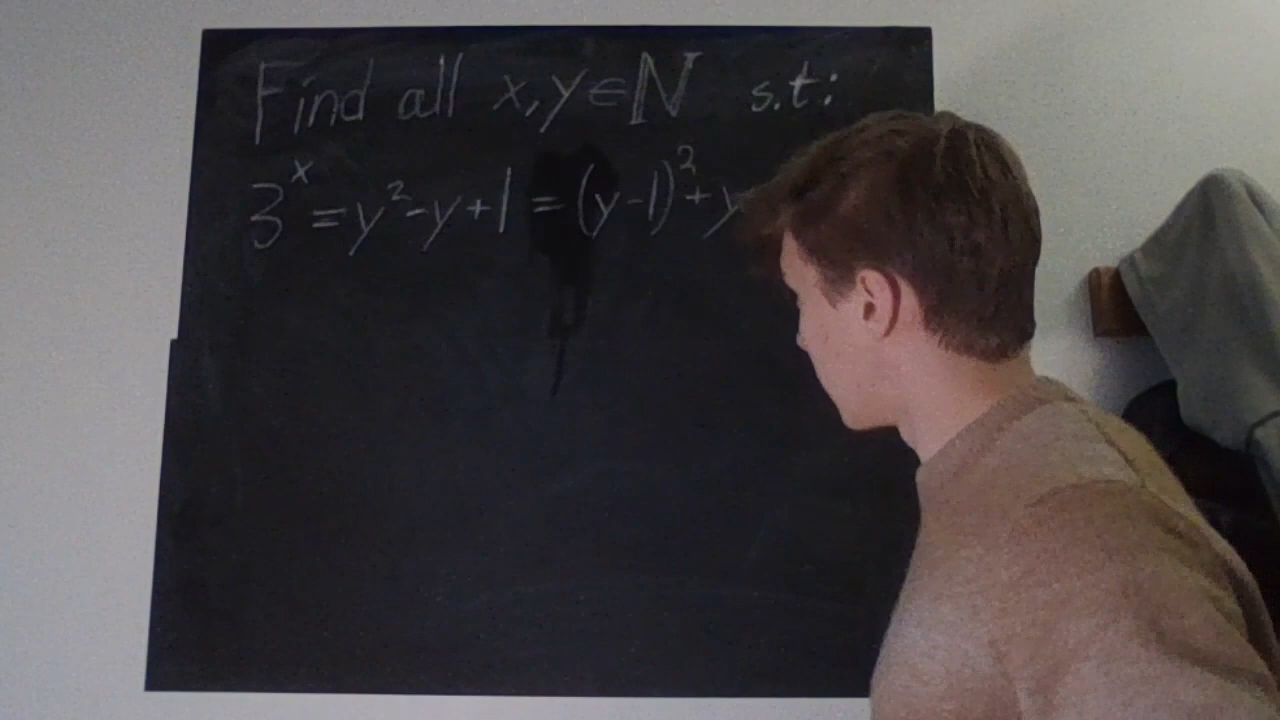 Find all x,y∈ℕ s.t:
3^x = y²-y+1 = (y-1)²+y